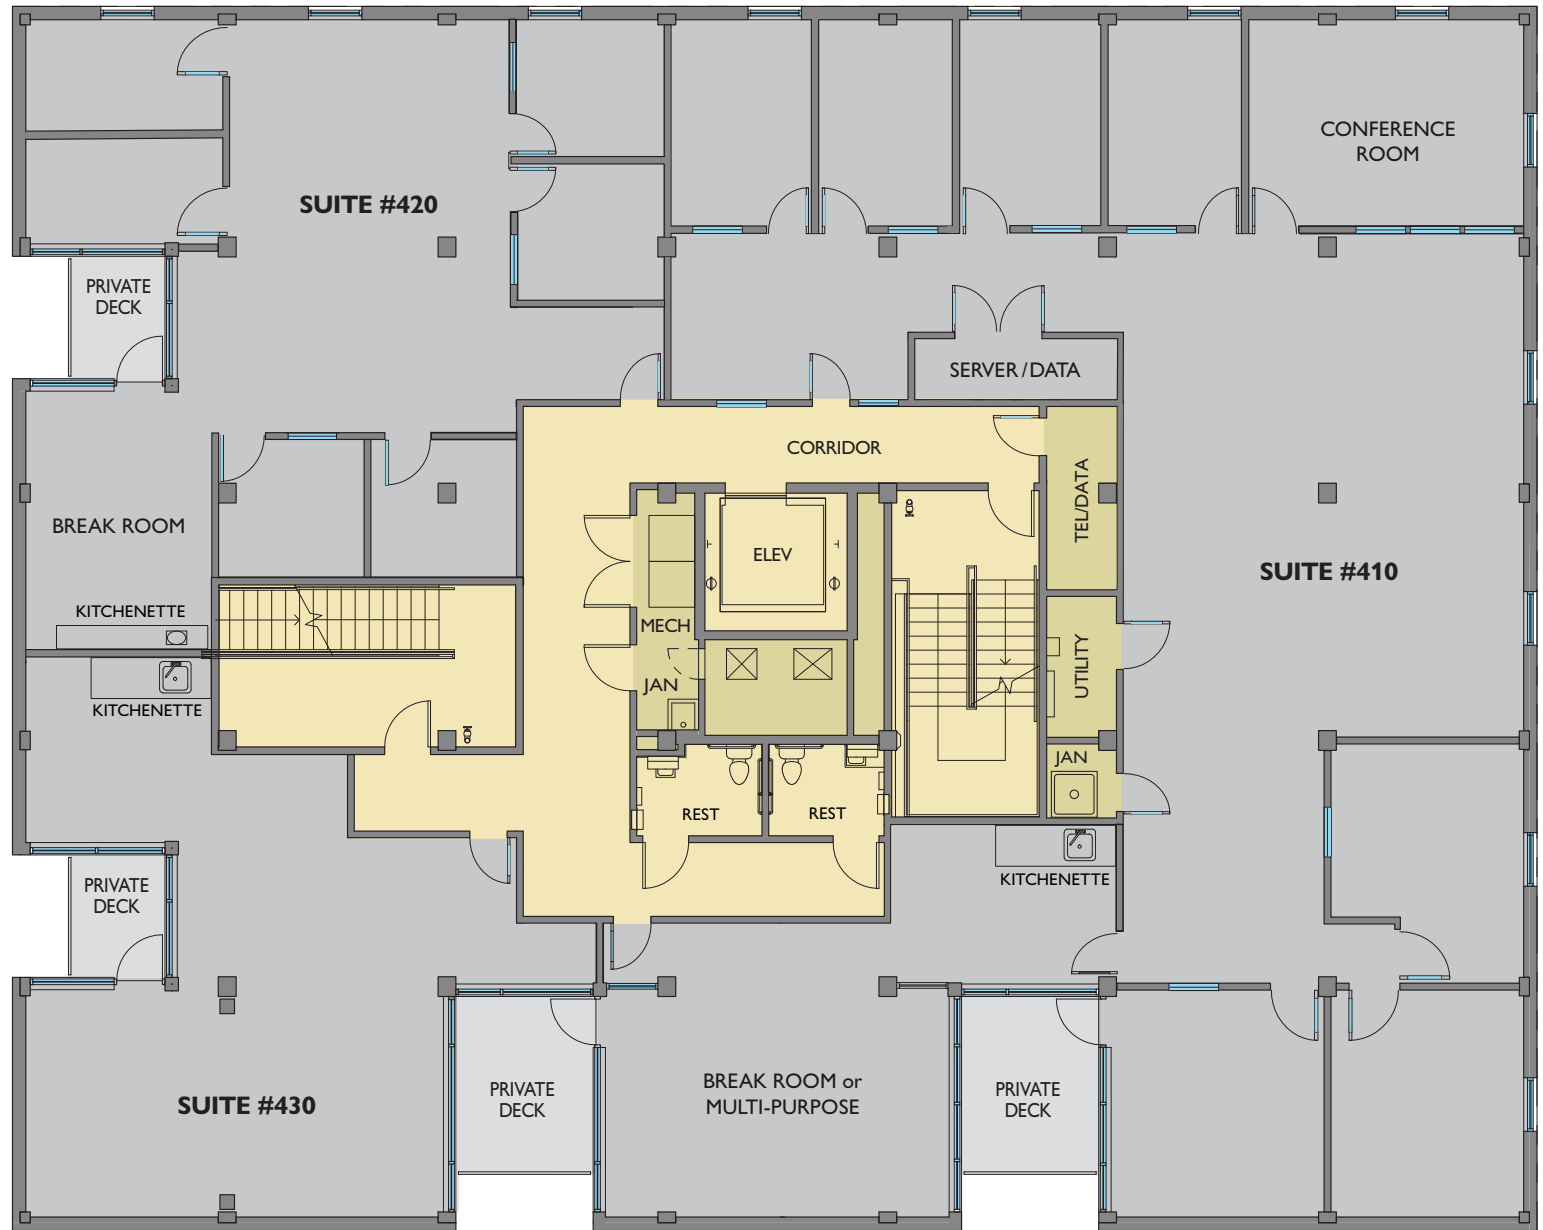 CONFERENCE
ROOM
SUITE #420
PRIVATE
DECK
SERVER / DATA
CORRIDOR
TEL/DATA
BREAK ROOM
ELEV
SUITE #410
KITCHENETTE
MECH
UTILITY
JAN
KITCHENETTE
JAN
REST
REST
KITCHENETTE
PRIVATE
DECK
PRIVATE
DECK
BREAK ROOM or
MULTI-PURPOSE
PRIVATE
DECK
SUITE #430